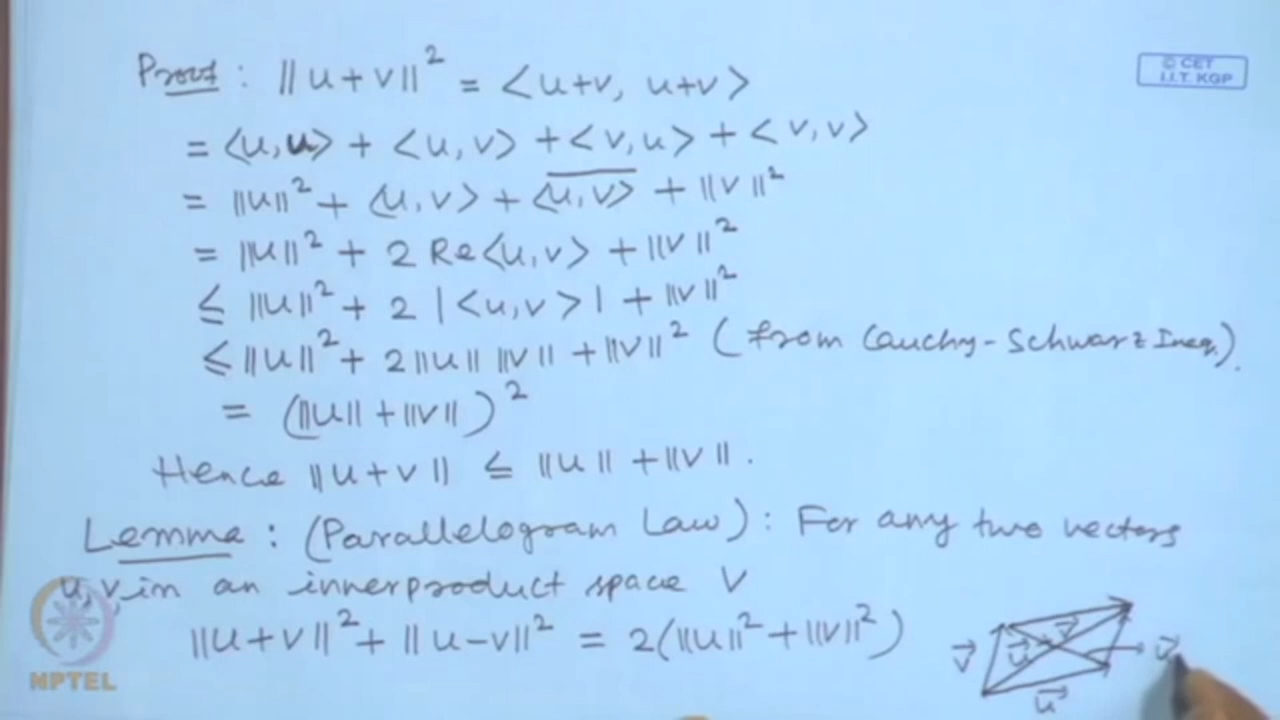 Proof : ||u+v||² = <u+v, u+v>
© CET
I.I.T. KGP
= <u,u> + <u,v> + <v,u> + <v,v>
= ||u||² + <u,v> + \overline{<u,v>} + ||v||²
= ||u||² + 2 Re<u,v> + ||v||²
≤ ||u||² + 2 |<u,v>| + ||v||²
≤ ||u||² + 2||u|| ||v|| + ||v||² (from Cauchy-Schwarz Ineq.).
= (||u|| + ||v||)²
Hence ||u+v|| ≤ ||u|| + ||v||.
Lemma : (Parallelogram Law) : For any two vectors
u,v, in an innerproduct space V
||u+v||² + ||u-v||² = 2(||u||² + ||v||²)
v⃗
u⃗+v⃗
u⃗
NPTEL